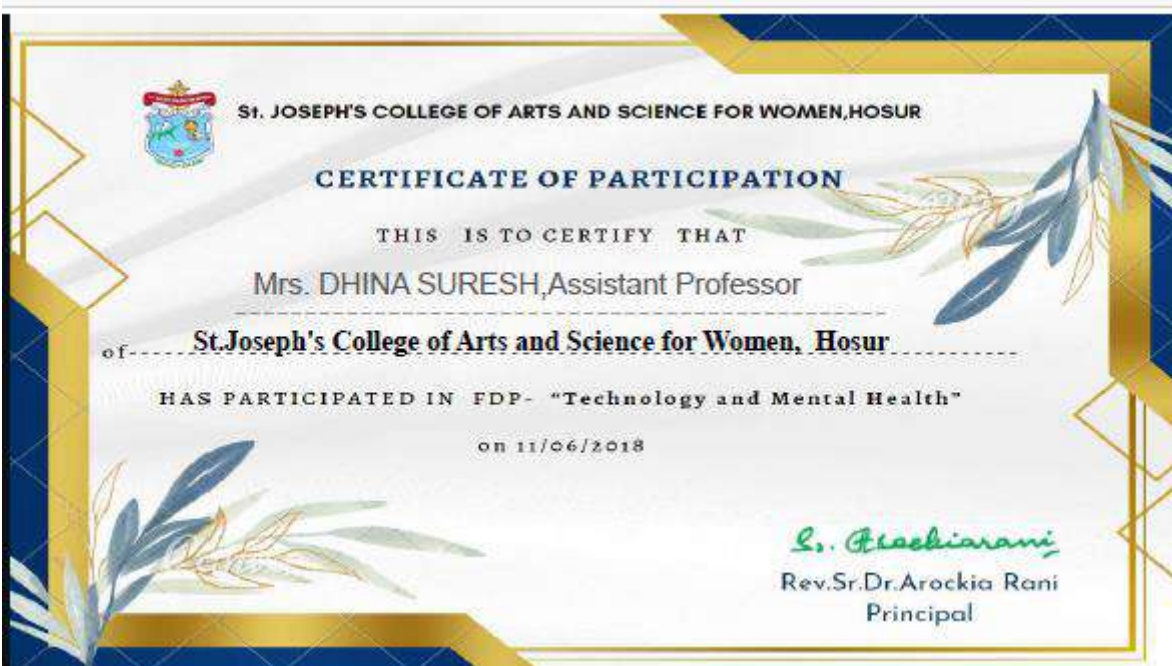 St. JOSEPH'S COLLEGE OF ARTS AND SCIENCE FOR WOMEN,HOSUR
CERTIFICATE OF PARTICIPATION
THIS IS TO CERTIFY THAT
Mrs. DHINA SURESH,Assistant Professor
of St.Joseph's College of Arts and Science for Women, Hosur
HAS PARTICIPATED IN FDP- "Technology and Mental Health"
on 11/06/2018
Rev.Sr.Dr.Arockia Rani
Principal